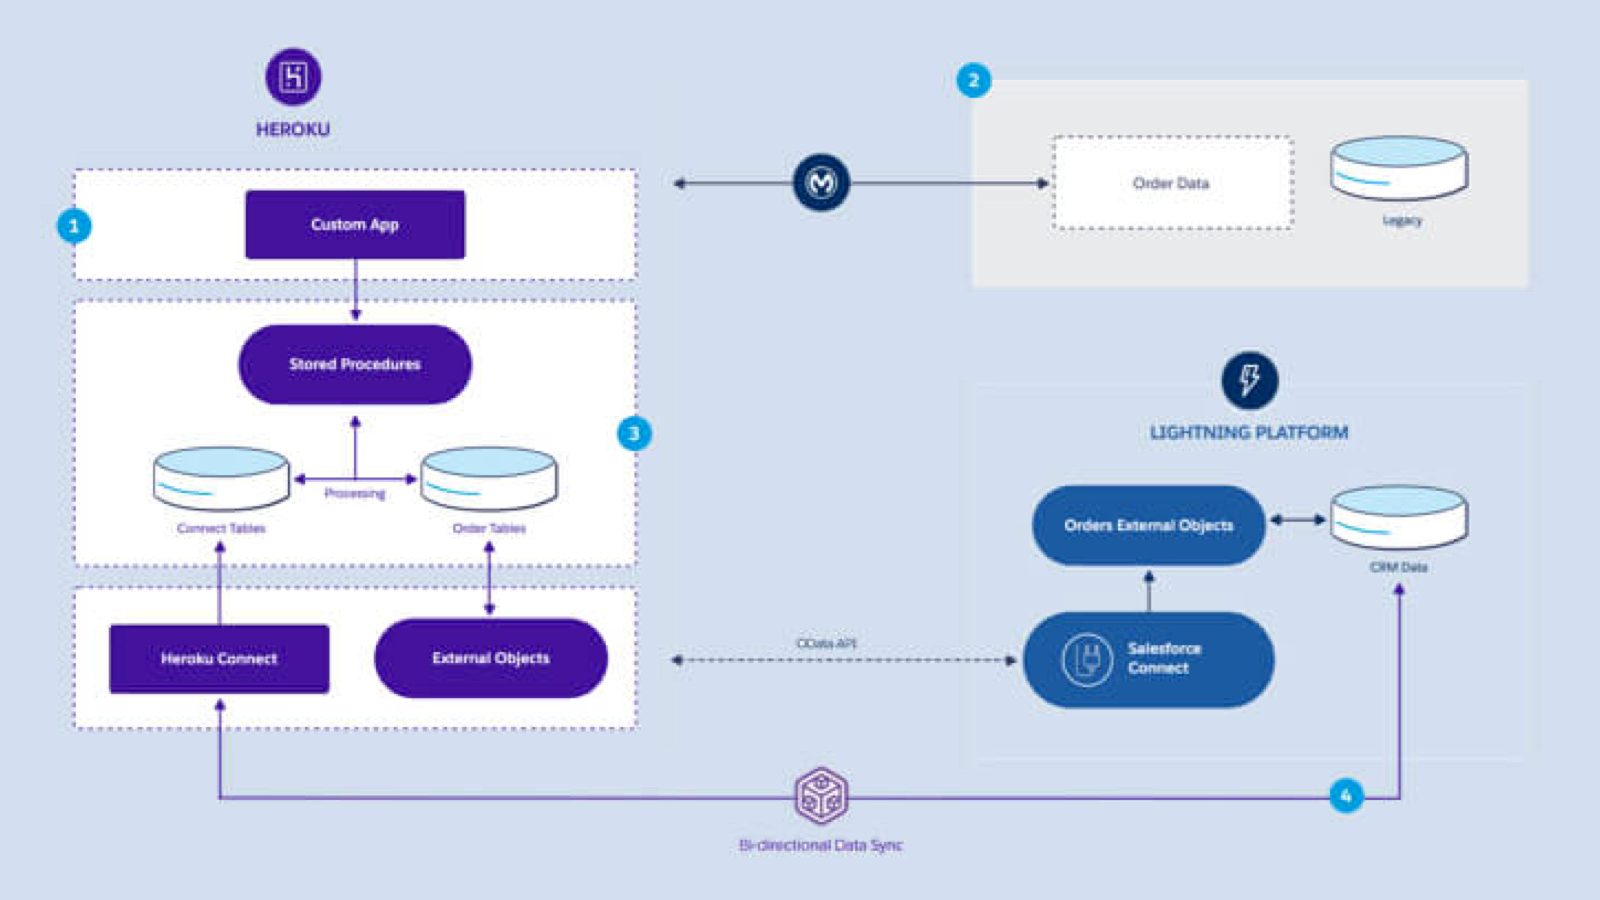 HEROKU
2
Order Data
Legacy
1
Custom App
Stored Procedures
3
Processing
Connect Tables
Order Tables
LIGHTNING PLATFORM
Orders External Objects
CRM Data
Heroku Connect
External Objects
OData API
Salesforce
Connect
4
Bi-directional Data Sync